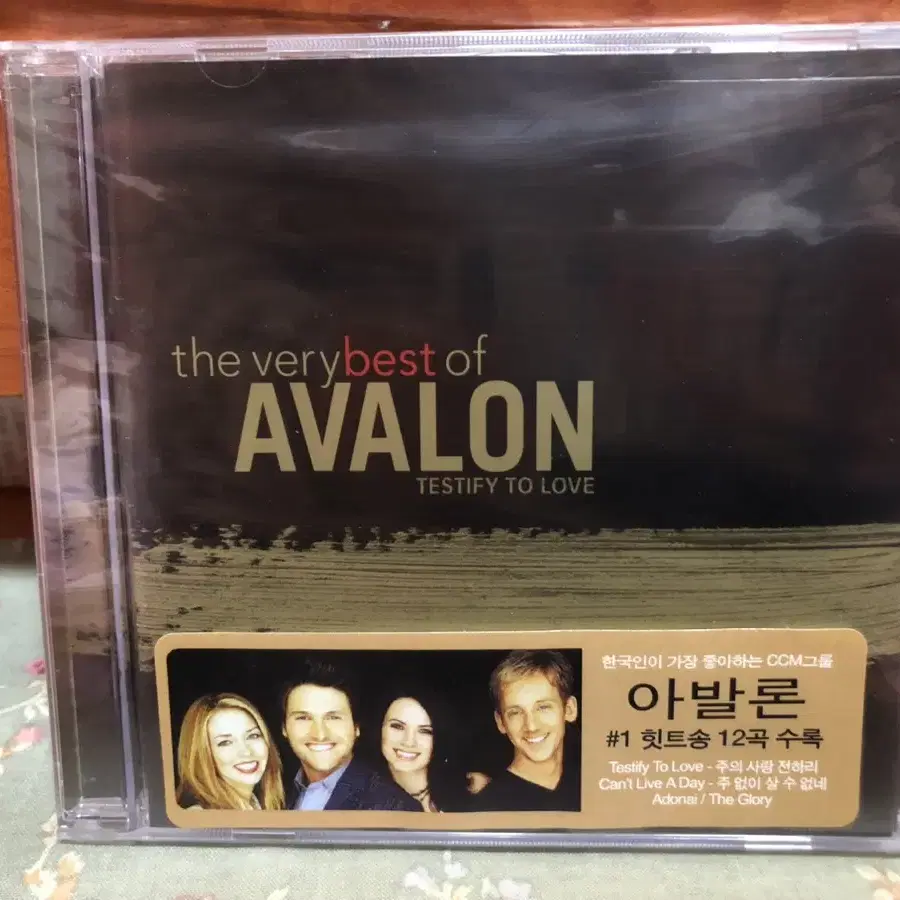 the very best of
AVALON
TESTIFY TO LOVE
한국인이 가장 좋아하는 CCM그룹
아발론
#1 힛트송 12곡 수록
Testify To Love - 주의 사랑 전하리
Can't Live A Day - 주 없이 살 수 없네
Adonai / The Glory